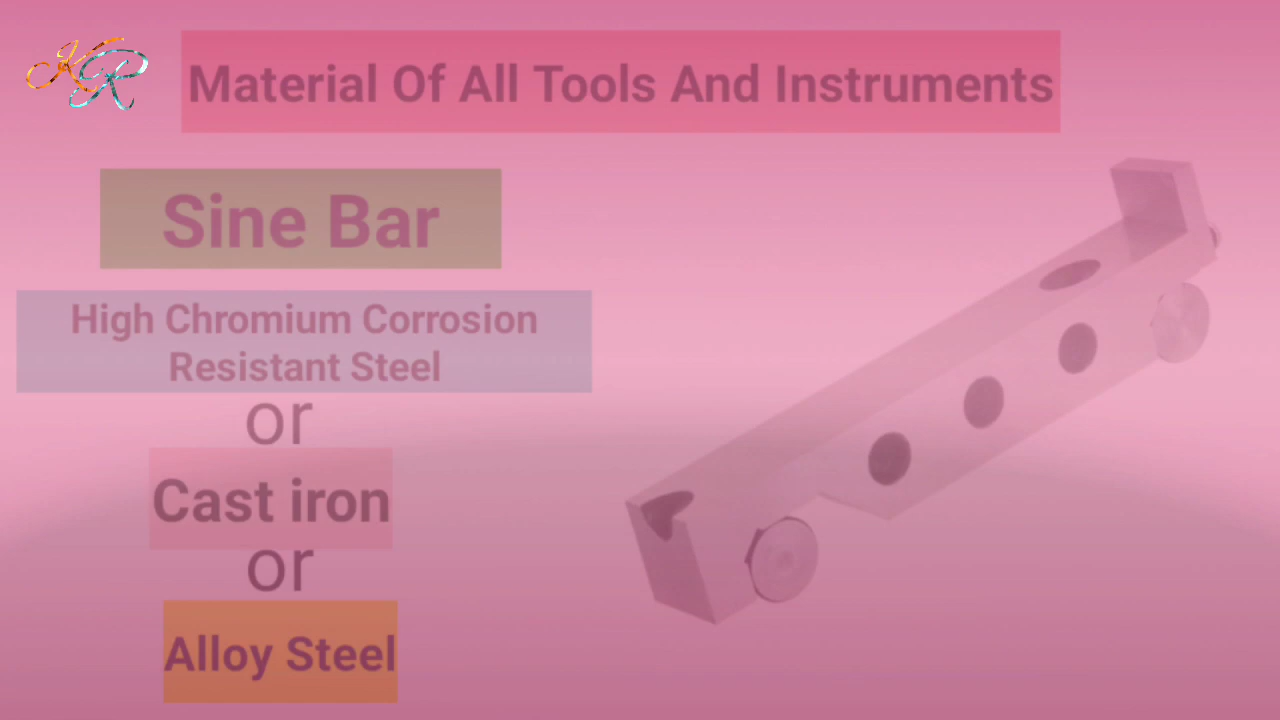 KR
Material Of All Tools And Instruments
Sine Bar
High Chromium Corrosion
Resistant Steel
or
Cast iron
or
Alloy Steel